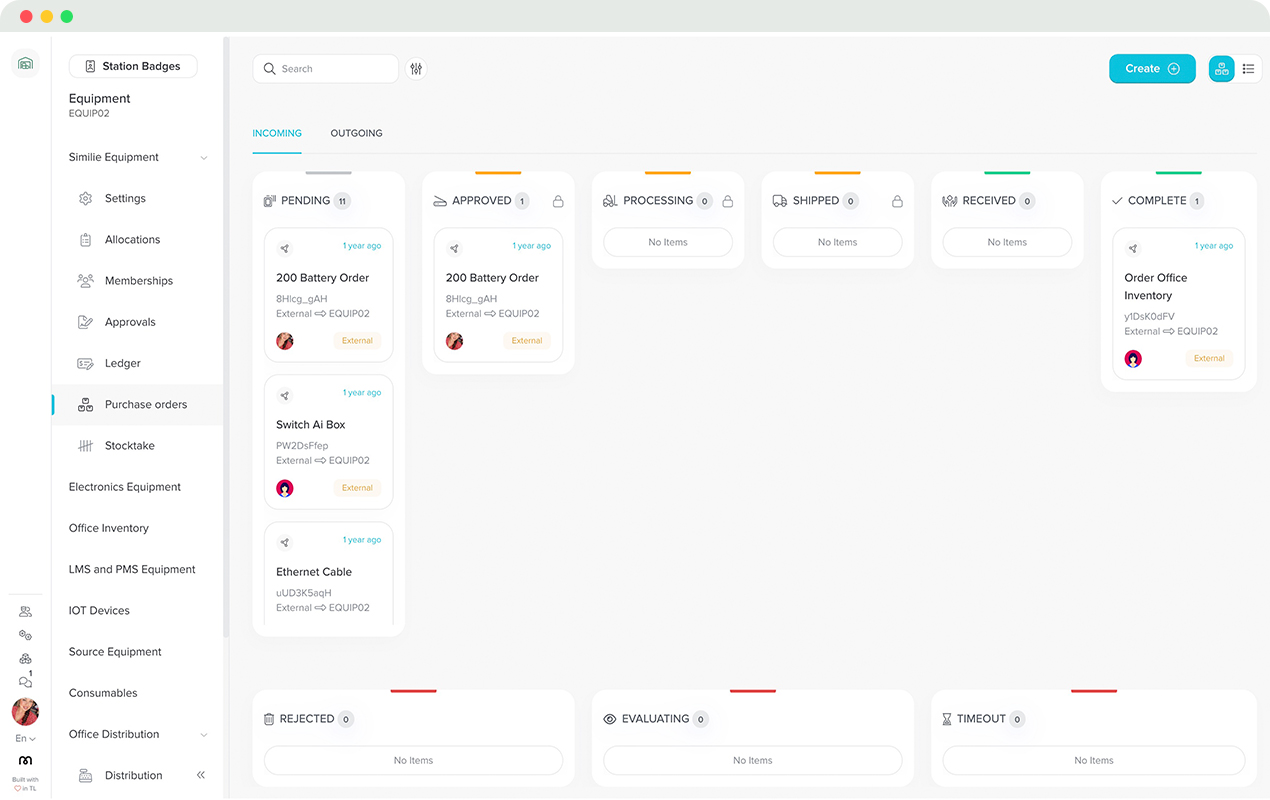 Station Badges
Equipment
EQUIP02
Similie Equipment
Settings
Allocations
Memberships
Approvals
Ledger
Purchase orders
Stocktake
Electronics Equipment
Office Inventory
LMS and PMS Equipment
IOT Devices
Source Equipment
Consumables
Office Distribution
Distribution
1
En
Built with
in TL
Search
Create
INCOMING OUTGOING
PENDING 11
1 year ago
200 Battery Order
8Hlcg_gAH
External EQUIP02
External
1 year ago
Switch Ai Box
PW2DsFfep
External EQUIP02
External
1 year ago
Ethernet Cable
uUD3K5aqH
External EQUIP02
APPROVED 1
1 year ago
200 Battery Order
8Hlcg_gAH
External EQUIP02
External
PROCESSING 0
No Items
SHIPPED 0
No Items
RECEIVED 0
No Items
COMPLETE 1
1 year ago
Order Office
Inventory
y1DsK0dFV
External EQUIP02
External
REJECTED 0
No Items
EVALUATING 0
No Items
TIMEOUT 0
No Items